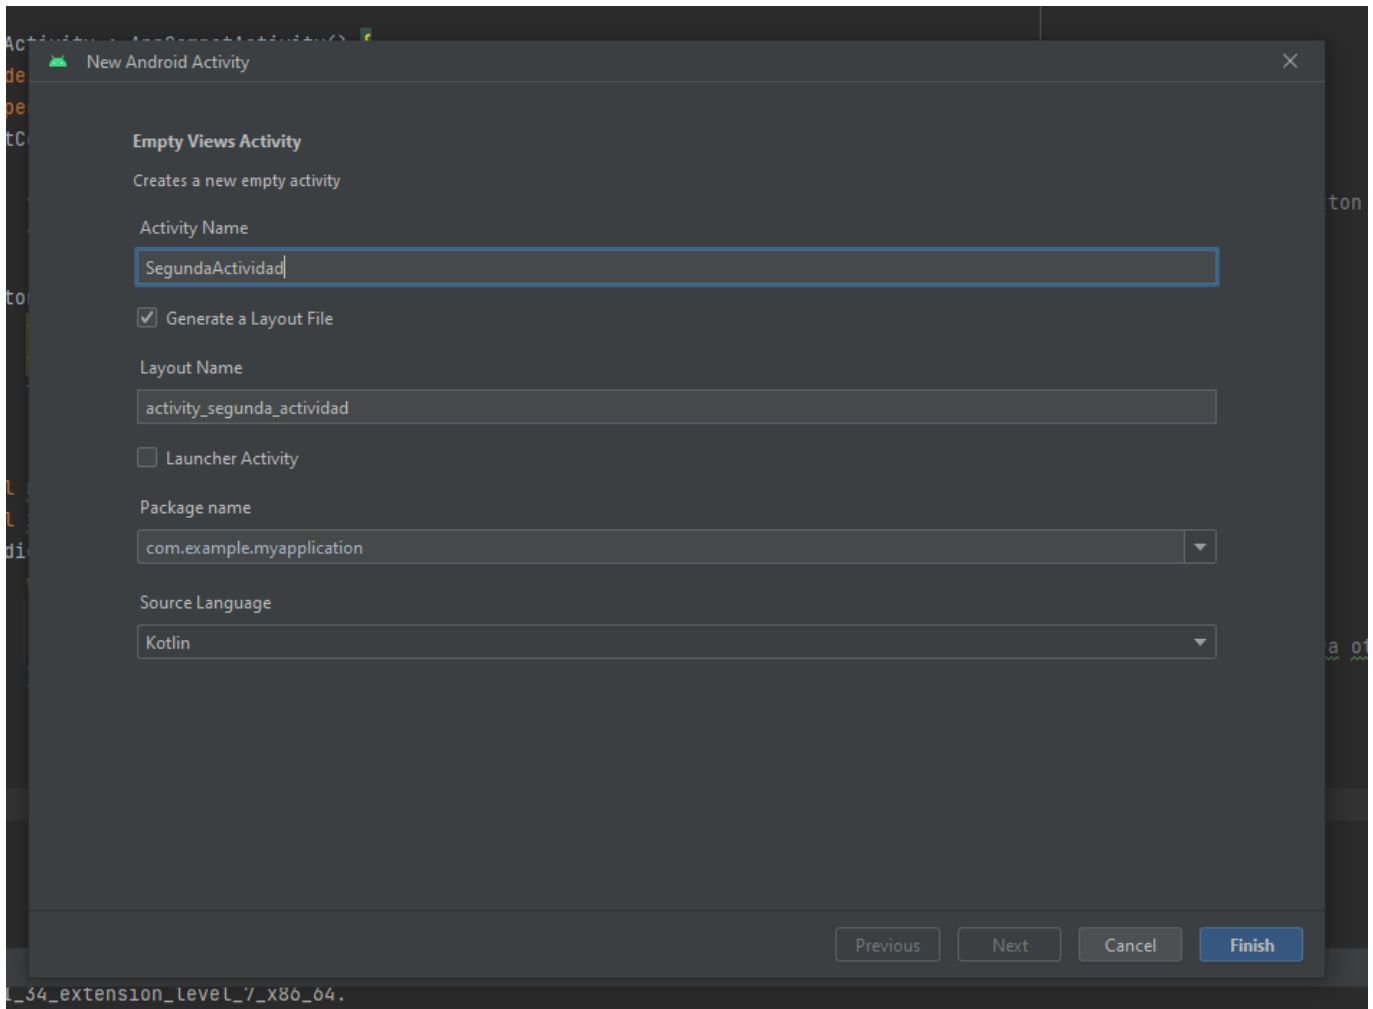 New Android Activity
Empty Views Activity
Creates a new empty activity
Activity Name
SegundaActividad
Generate a Layout File
Layout Name
activity_segunda_actividad
Launcher Activity
Package name
com.example.myapplication
Source Language
Kotlin
Previous
Next
Cancel
Finish
_34_extension_level_7_x86_64.